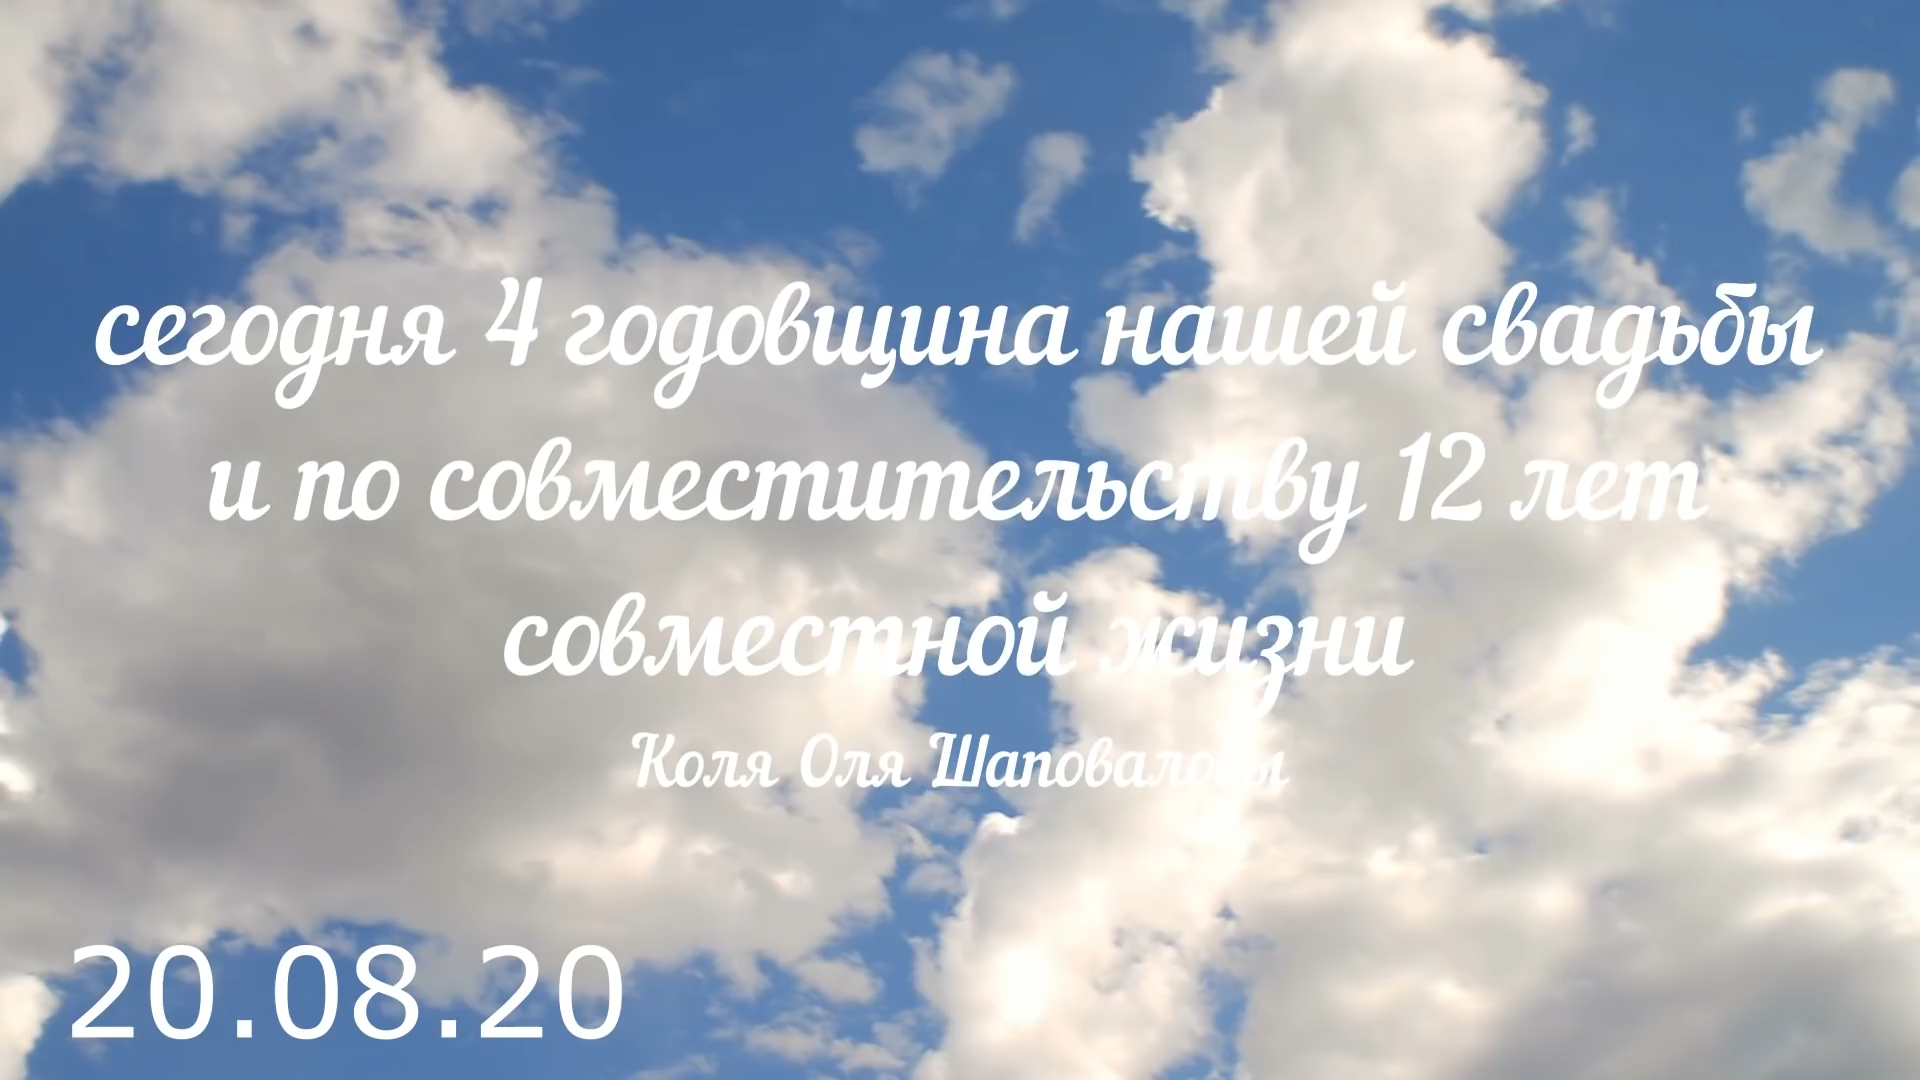 сегодня 4 годовщина нашей свадьбы
и по совместительству 12 лет
совместной жизни
Коля Оля Шаповаловы
20.08.20